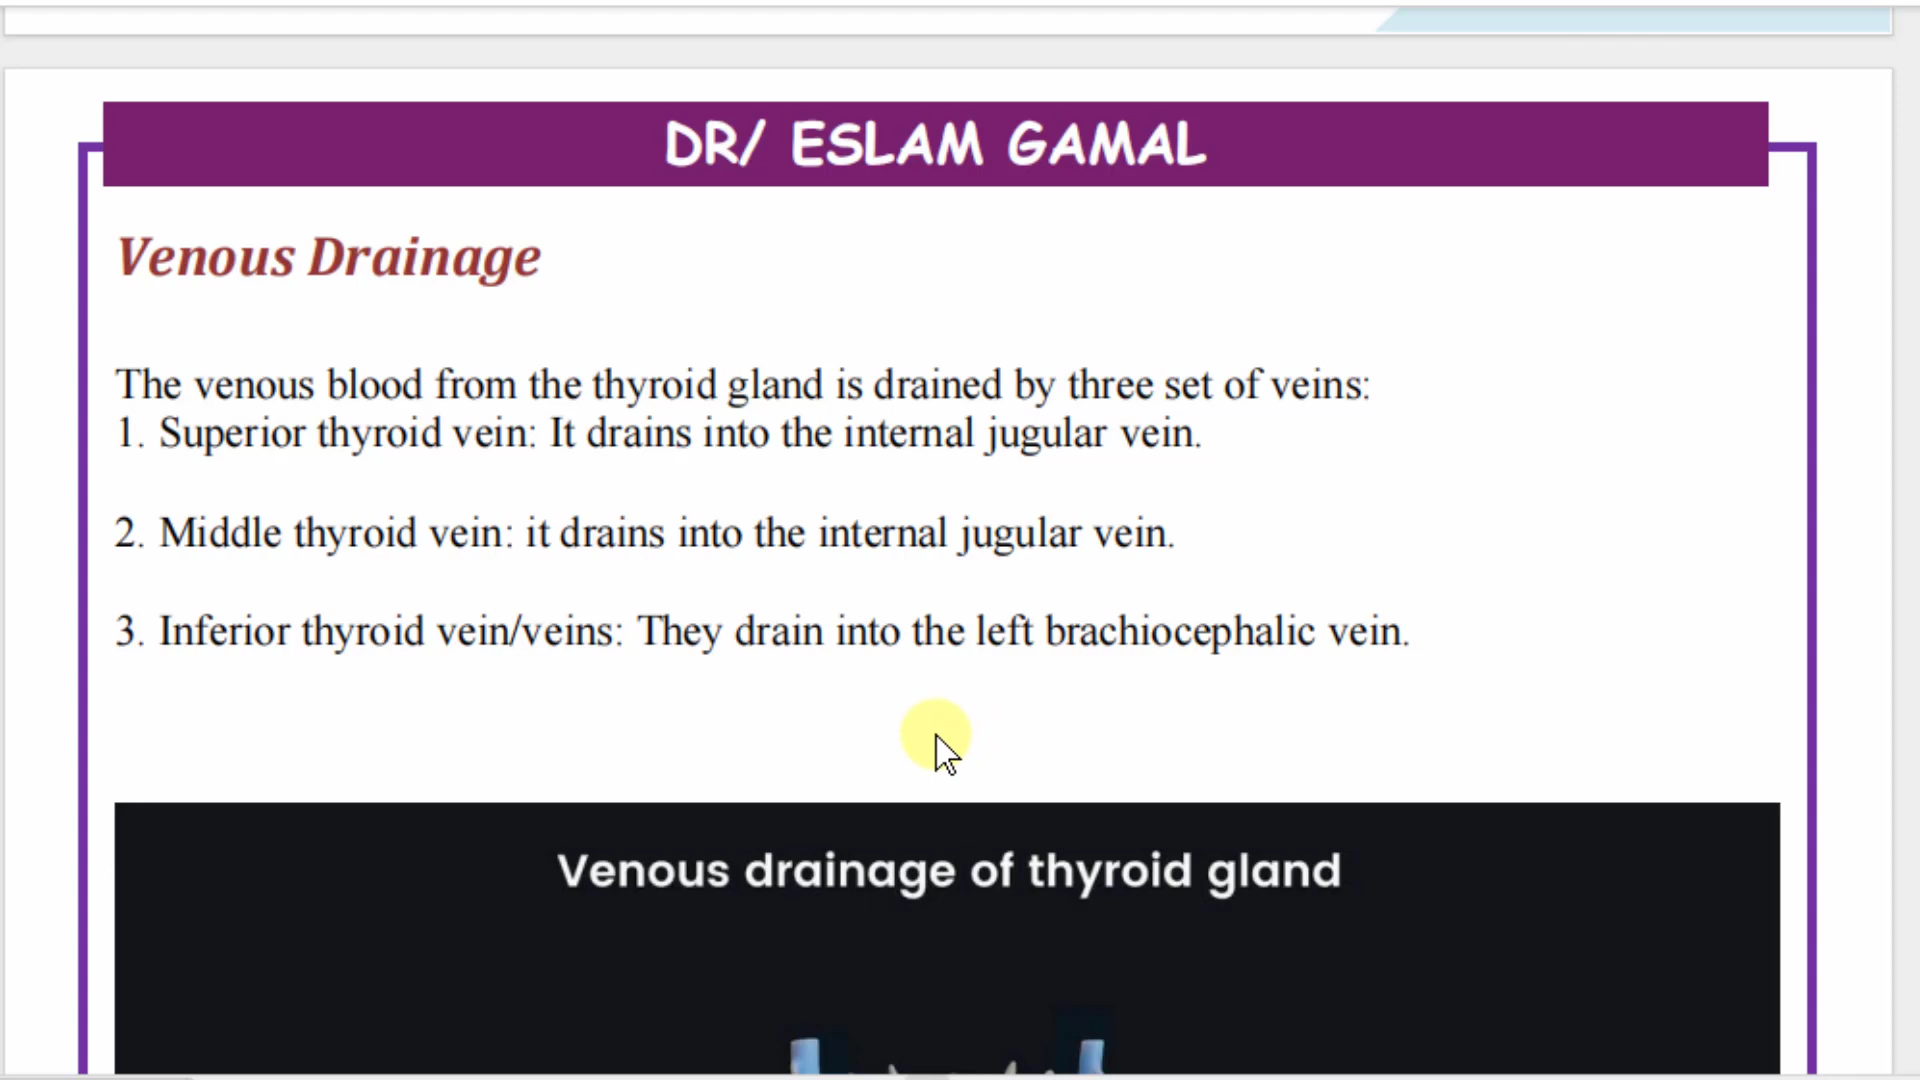 DR/ ESLAM GAMAL
Venous Drainage
The venous blood from the thyroid gland is drained by three set of veins:
1. Superior thyroid vein: It drains into the internal jugular vein.
2. Middle thyroid vein: it drains into the internal jugular vein.
3. Inferior thyroid vein/veins: They drain into the left brachiocephalic vein.
Venous drainage of thyroid gland